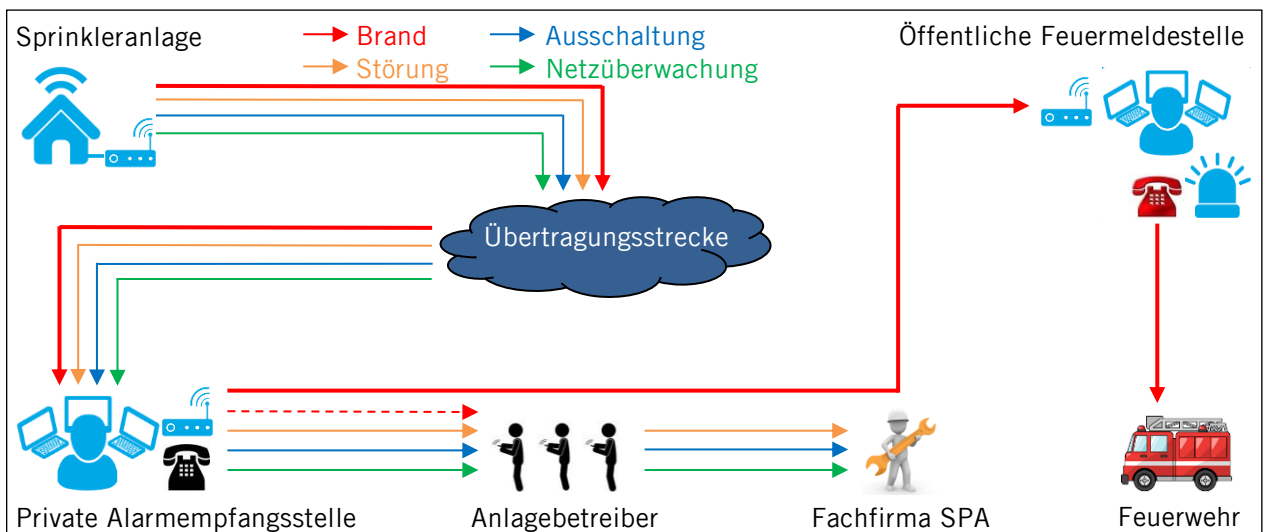 Sprinkleranlage
Brand
Ausschaltung
Öffentliche Feuermeldestelle
Störung
Netzüberwachung
Übertragungsstrecke
Private Alarmempfangsstelle
Anlagebetreiber
Fachfirma SPA
Feuerwehr